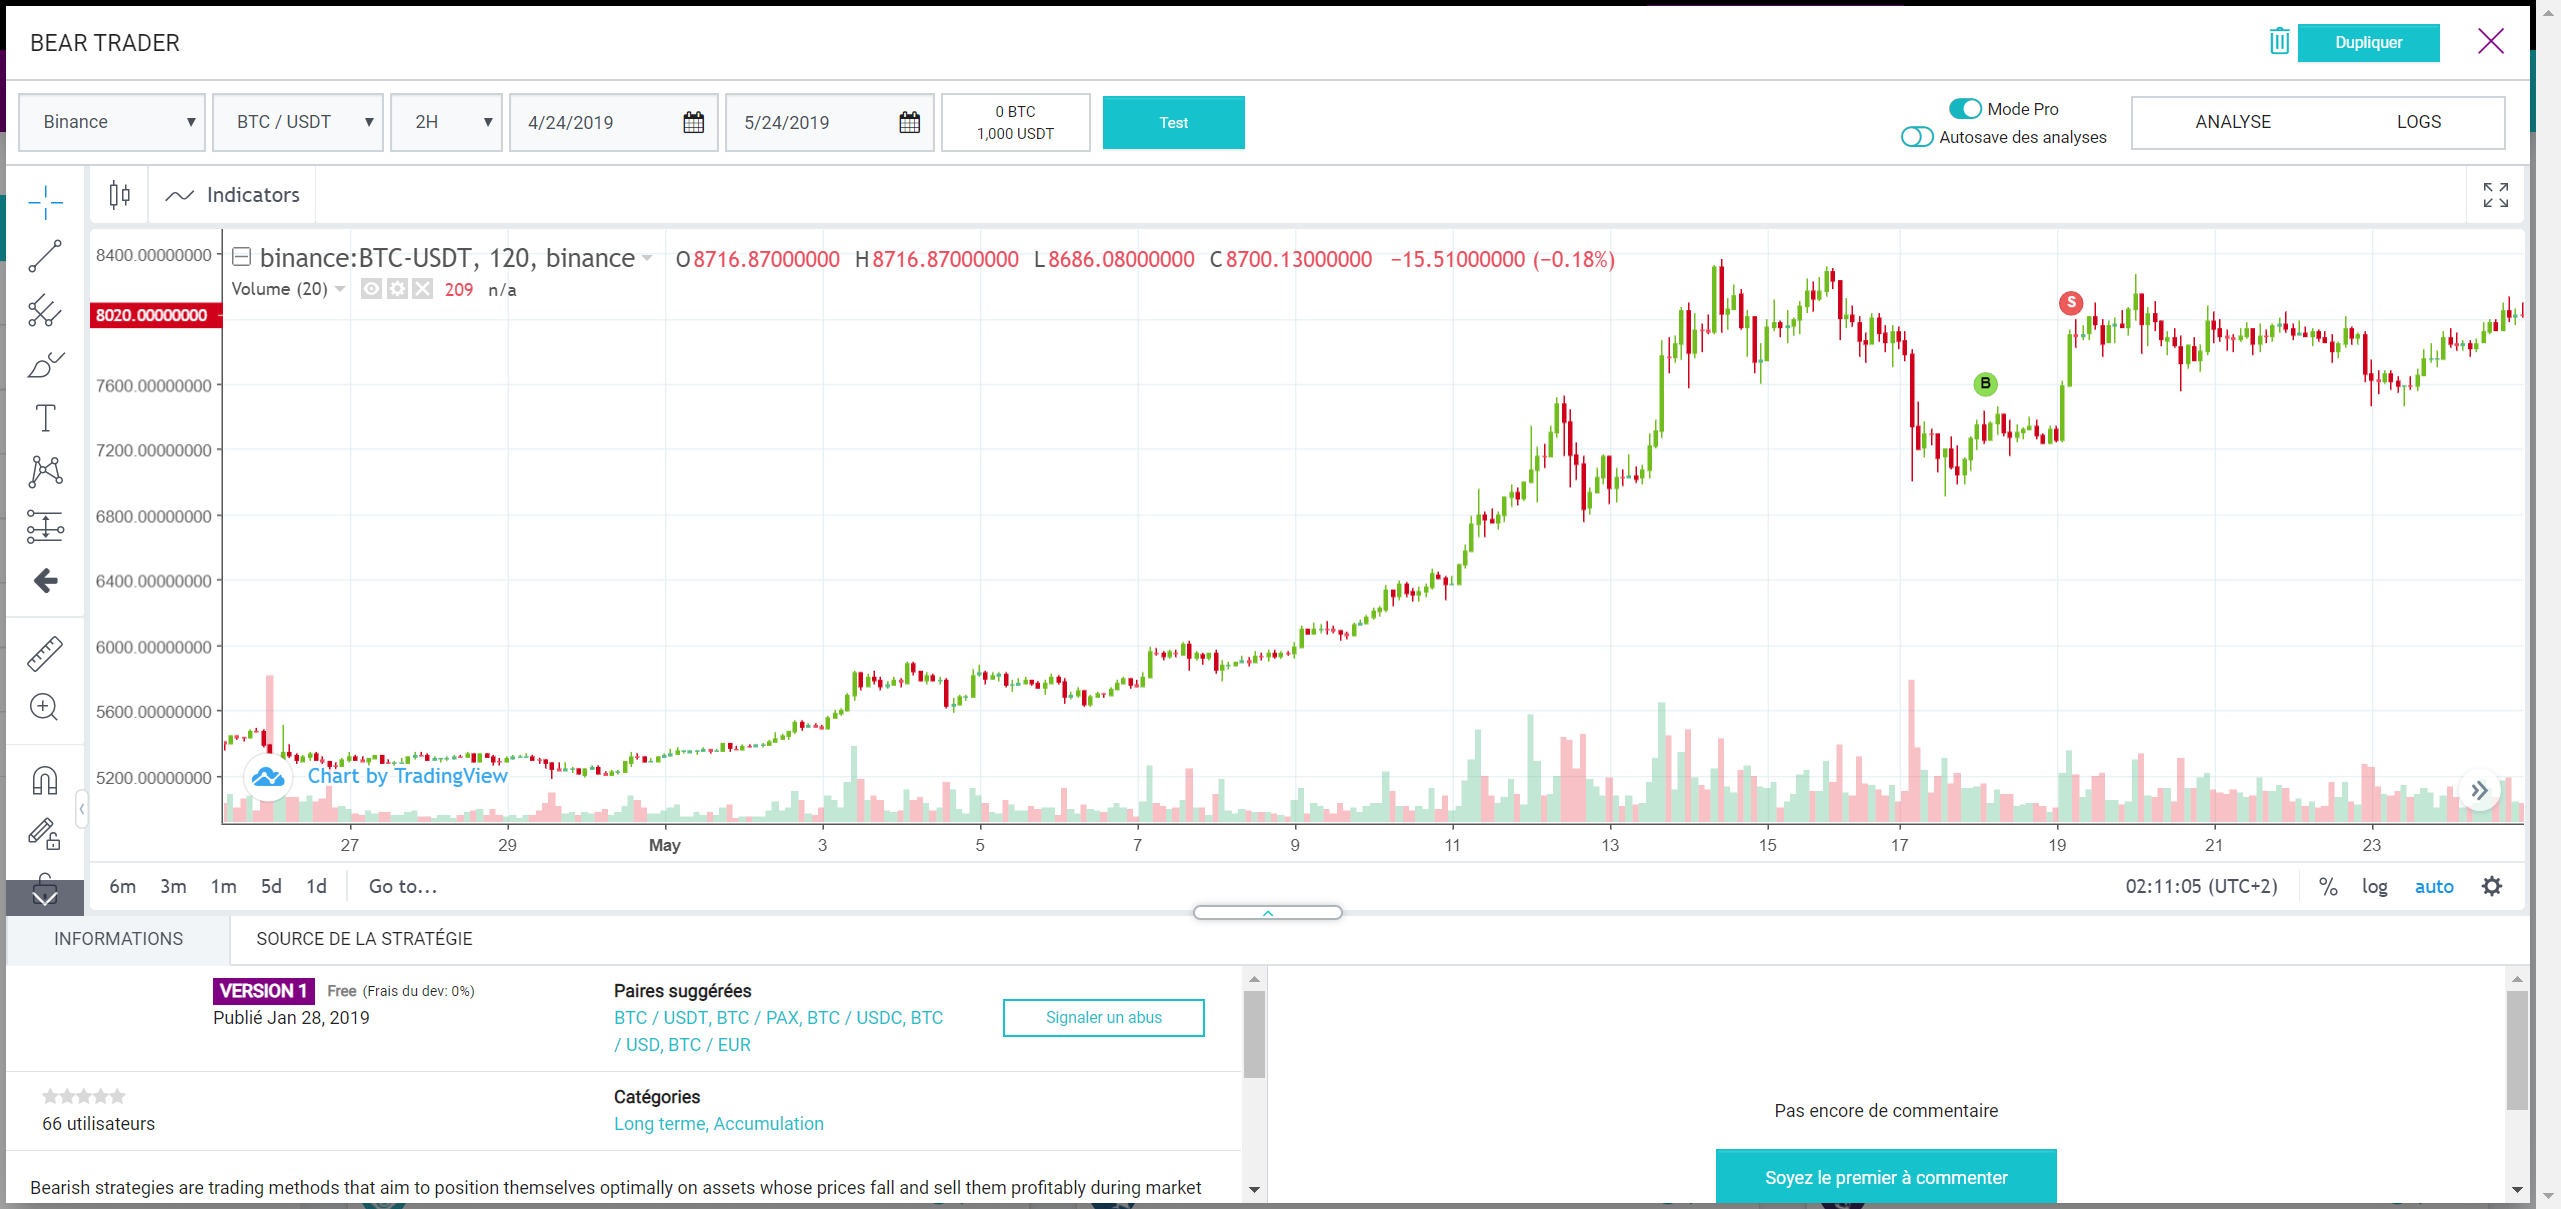 BEAR TRADER
Dupliquer
Binance
BTC / USDT
2H
4/24/2019
5/24/2019
0 BTC
1,000 USDT
Test
Mode Pro
Autosave des analyses
ANALYSE
LOGS
Indicators
binance:BTC-USDT, 120, binance
O8716.87000000 H8716.87000000 L8686.08000000 C8700.13000000 −15.51000000 (−0.18%)
Volume (20) 209 n/a
8400.00000000
8020.00000000
7600.00000000
7200.00000000
6800.00000000
6400.00000000
6000.00000000
5600.00000000
5200.00000000
S
B
T
Chart by TradingView
27 29 May 3 5 7 9 11 13 15 17 19 21 23
6m 3m 1m 5d 1d Go to...
02:11:05 (UTC+2) % log auto
INFORMATIONS
SOURCE DE LA STRATÉGIE
VERSION 1 Free (Frais du dev: 0%)
Publié Jan 28, 2019
Paires suggérées
BTC / USDT, BTC / PAX, BTC / USDC, BTC
/ USD, BTC / EUR
Signaler un abus
66 utilisateurs
Catégories
Long terme, Accumulation
Bearish strategies are trading methods that aim to position themselves optimally on assets whose prices fall and sell them profitably during market
Pas encore de commentaire
Soyez le premier à commenter